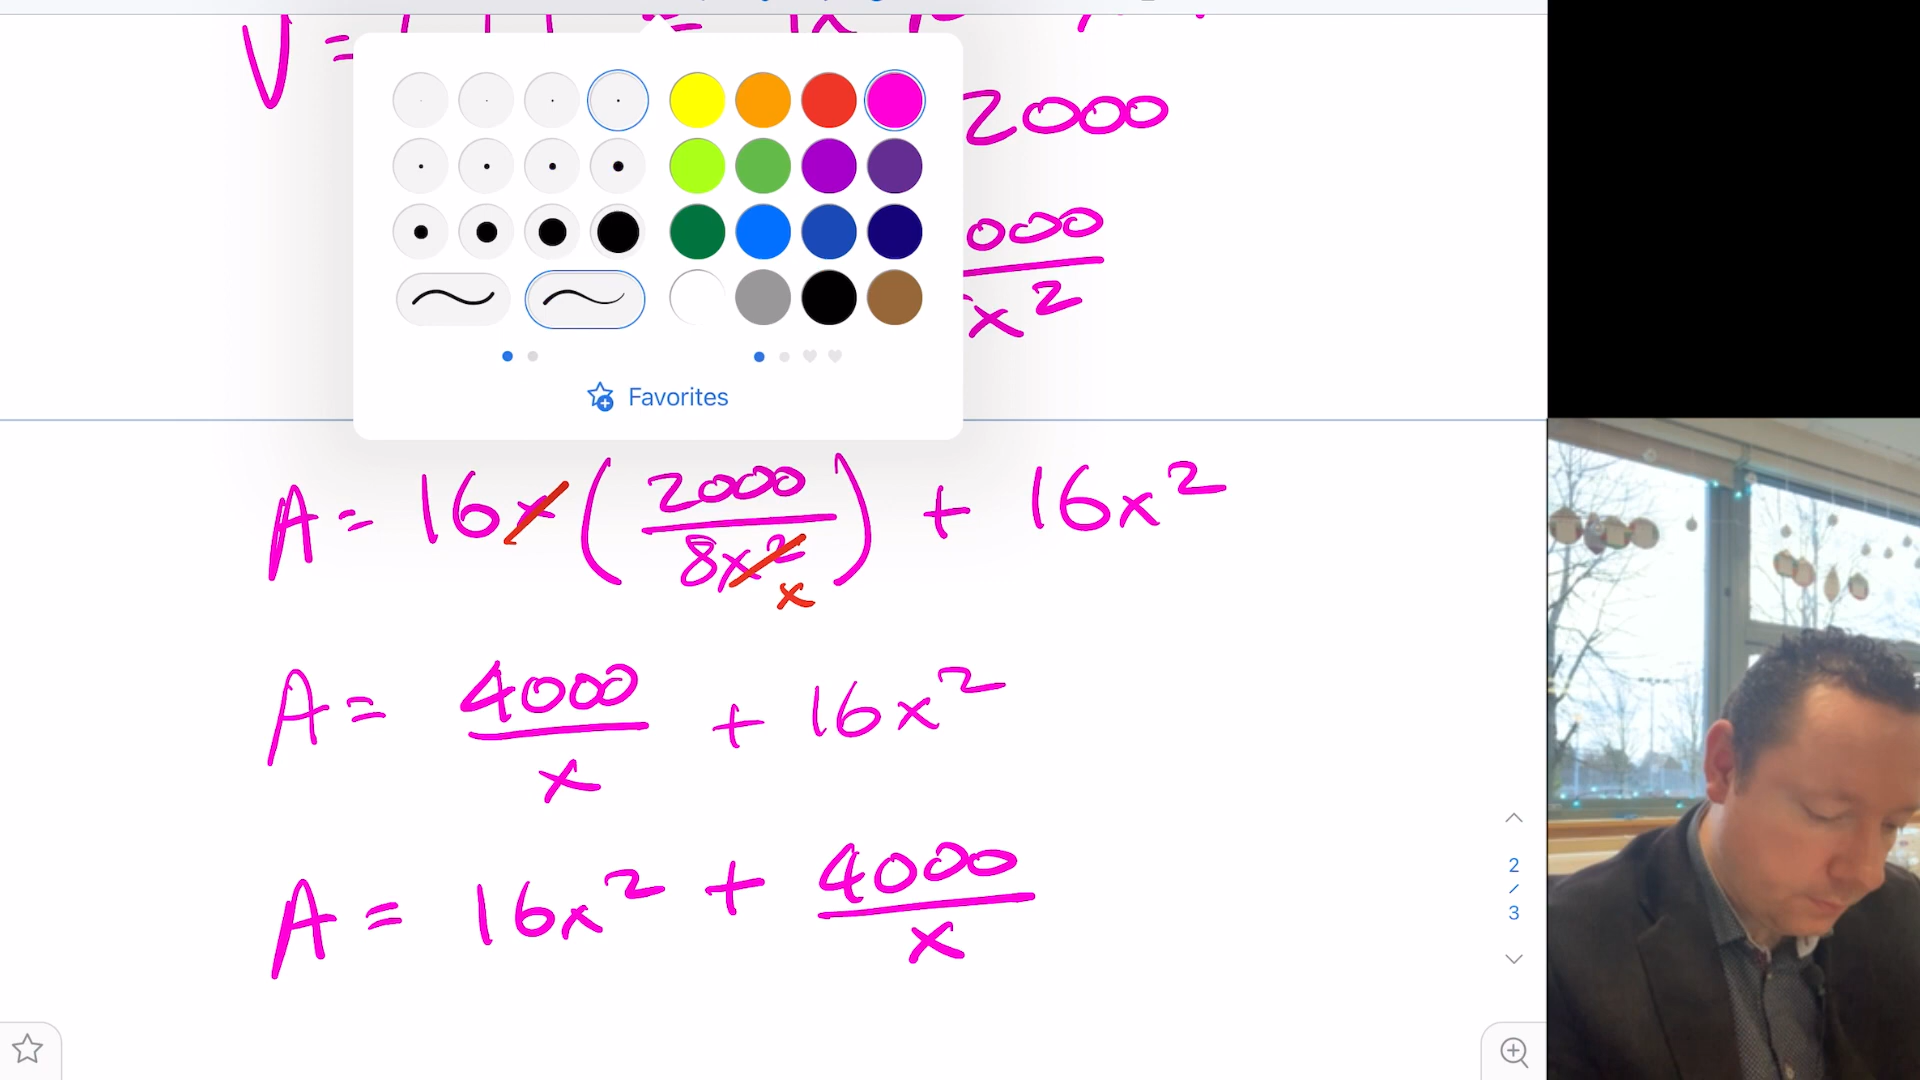 V =
2000
000
x²
Favorites
A = 16x ( 2000 / 8x² x ) + 16x²
A = 4000 / x + 16x²
A = 16x² + 4000 / x
2 / 3